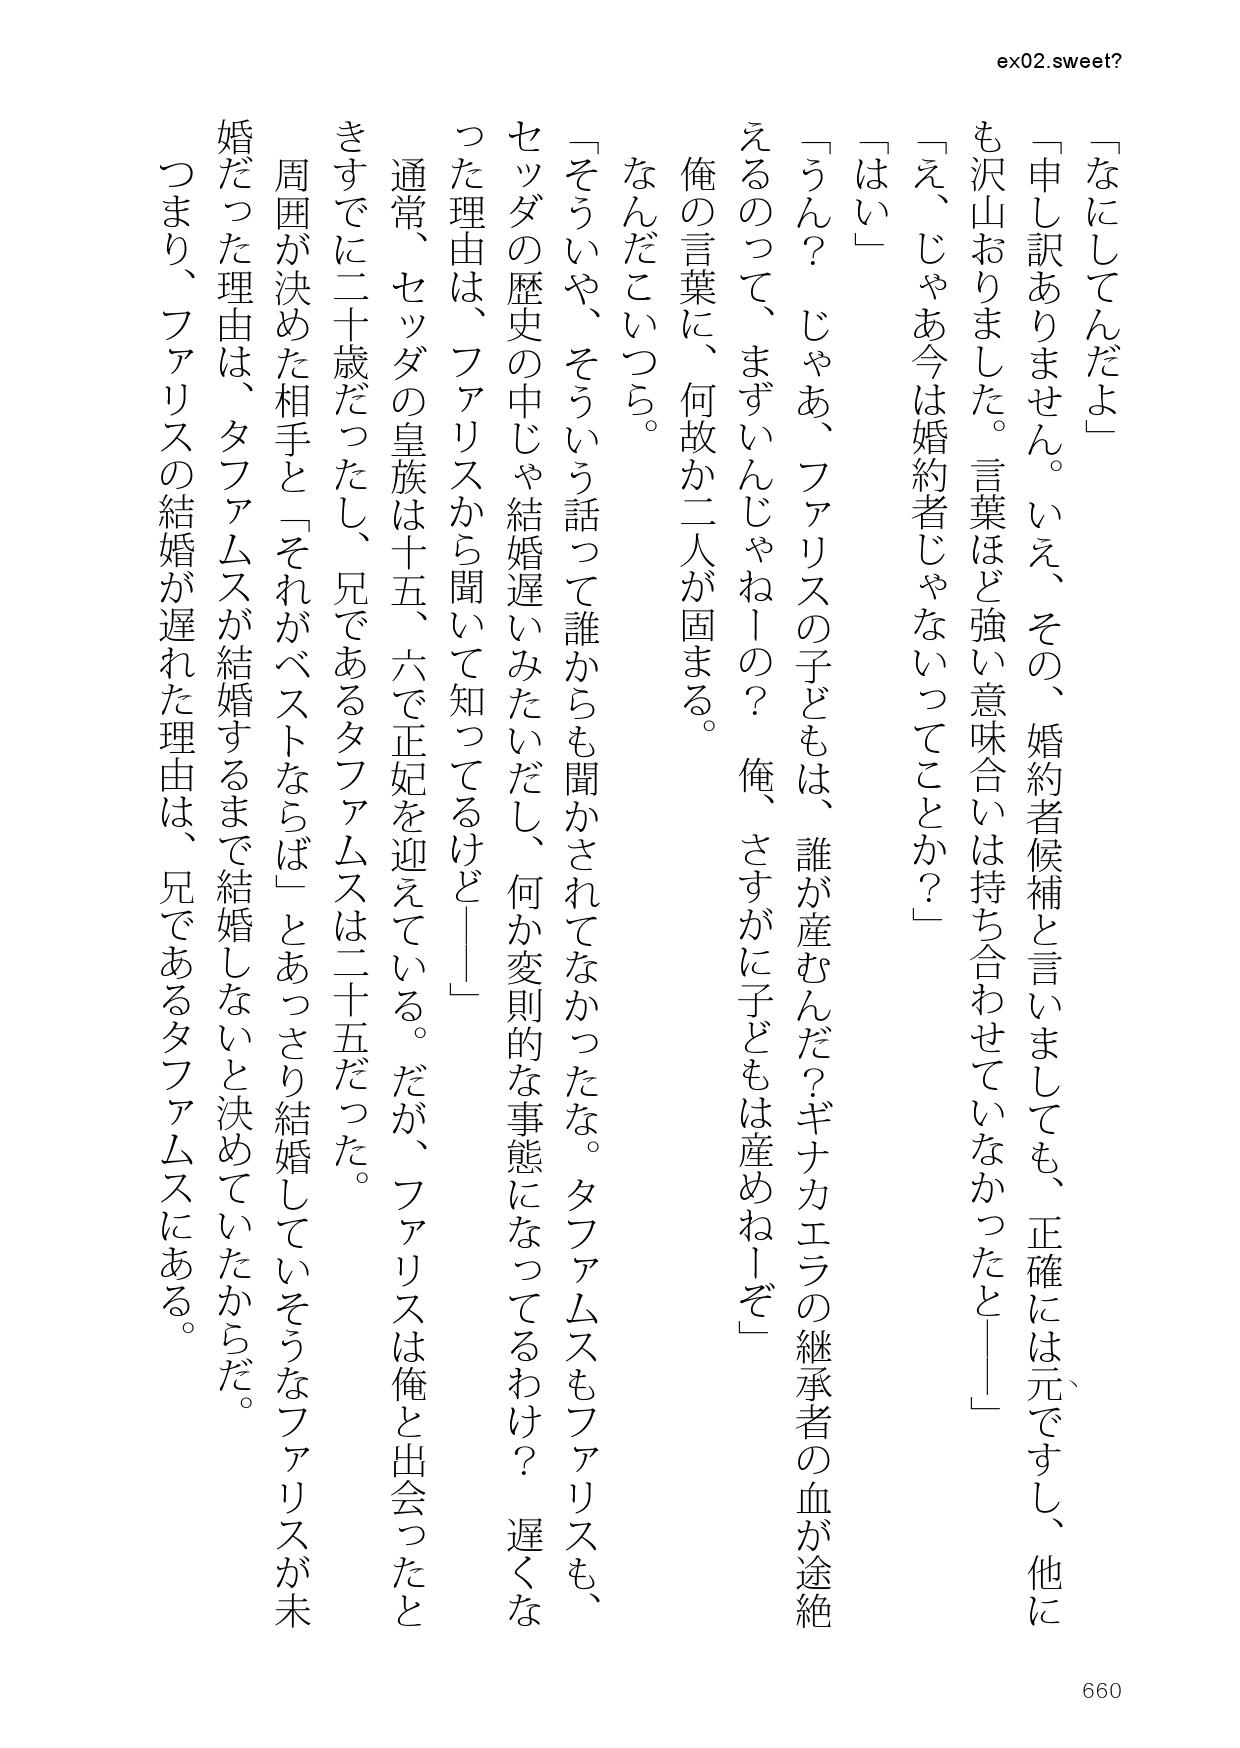 ex02.sweet?
「なにしてんだよ」
「申し訳ありません。いえ、その、婚約者候補と言いましても、正確には元ですし、他に
も沢山おりました。言葉ほど強い意味合いは持ち合わせていなかったと――」
「え、じゃあ今は婚約者じゃないってことか？」
「はい」
「うん？　じゃあ、ファリスの子どもは、誰が産むんだ？ギナカエラの継承者の血が途絶
えるのって、まずいんじゃねーの？　俺、さすがに子どもは産めねーぞ」
　俺の言葉に、何故か二人が固まる。
　なんだこいつら。
「そういや、そういう話って誰からも聞かされてなかったな。タファムスもファリスも、
セッダの歴史の中じゃ結婚遅いみたいだし、何か変則的な事態になってるわけ？　遅くな
った理由は、ファリスから聞いて知ってるけど――」
　通常、セッダの皇族は十五、六で正妃を迎えている。だが、ファリスは俺と出会ったと
きすでに二十歳だったし、兄であるタファムスは二十五だった。
　周囲が決めた相手と「それがベストならば」とあっさり結婚していそうなファリスが未
婚だった理由は、タファムスが結婚するまで結婚しないと決めていたからだ。
　つまり、ファリスの結婚が遅れた理由は、兄であるタファムスにある。
660